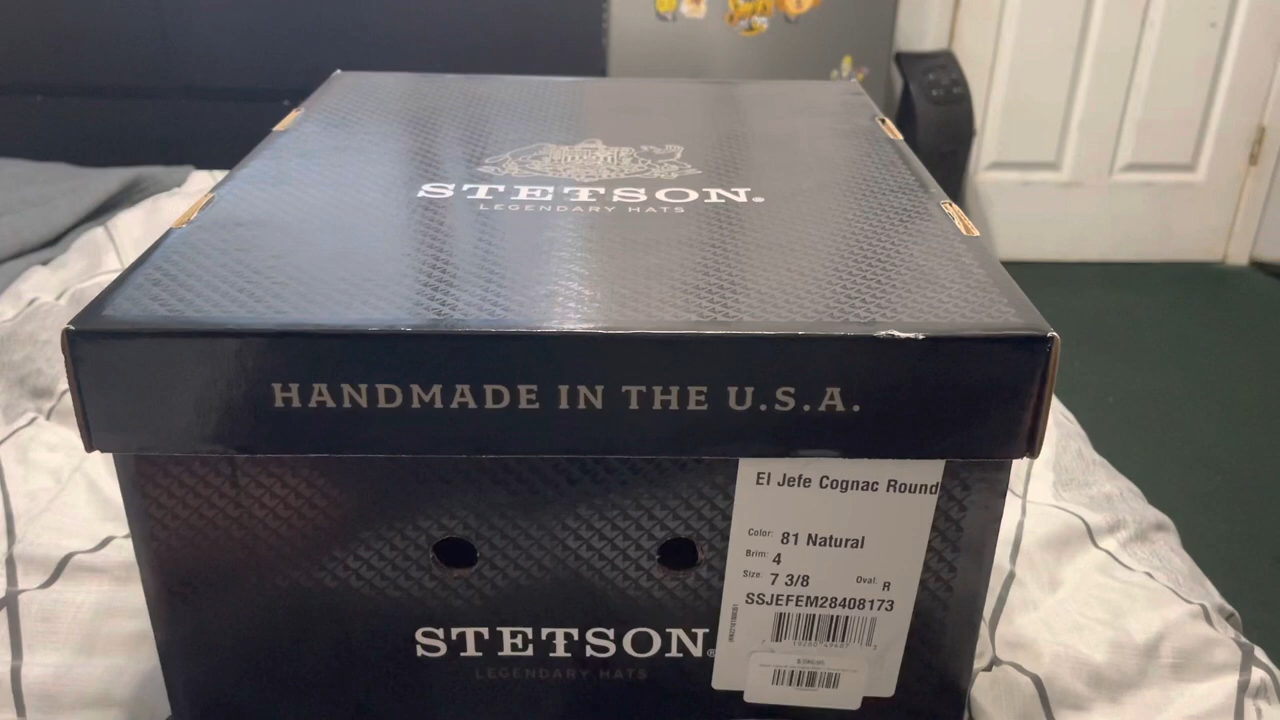 STETSON®
LEGENDARY HATS
HANDMADE IN THE U.S.A.
El Jefe Cognac Round
Color: 81 Natural
Brim: 4
Size: 7 3/8 Oval: R
SSJEFEM28408173
STETSON®
LEGENDARY HATS